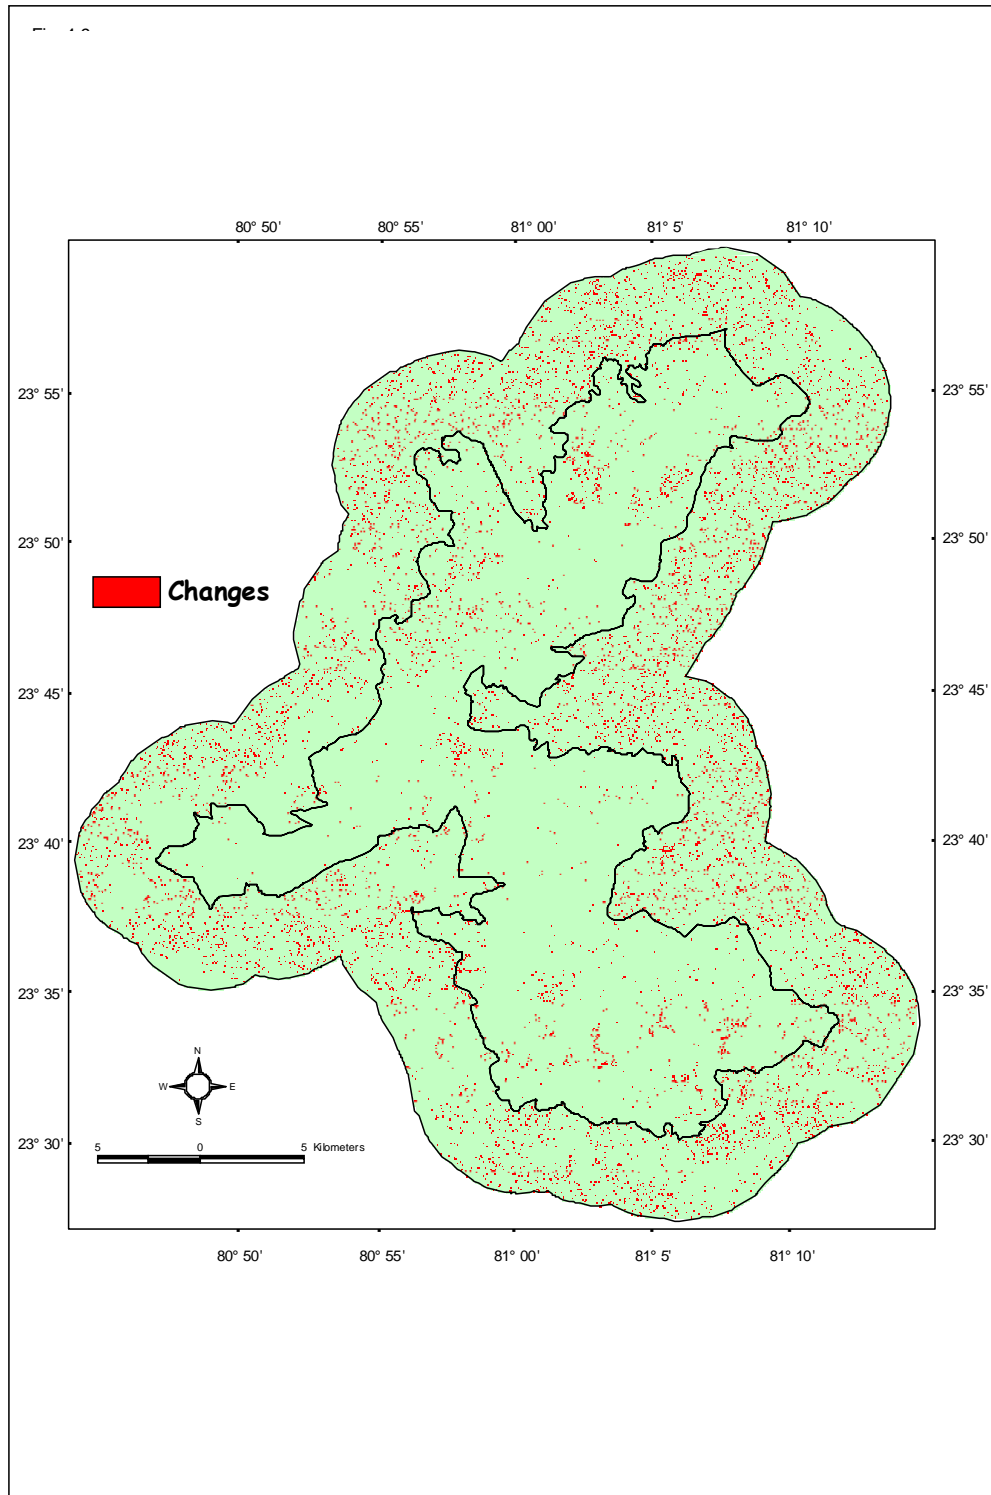 80° 50' 80° 55' 81° 00' 81° 5' 81° 10'
23° 55' 23° 55'
23° 50' 23° 50'
Changes
23° 45' 23° 45'
23° 40' 23° 40'
23° 35' 23° 35'
N
W E
S
23° 30' 23° 30'
5 0 5 Kilometers
80° 50' 80° 55' 81° 00' 81° 5' 81° 10'